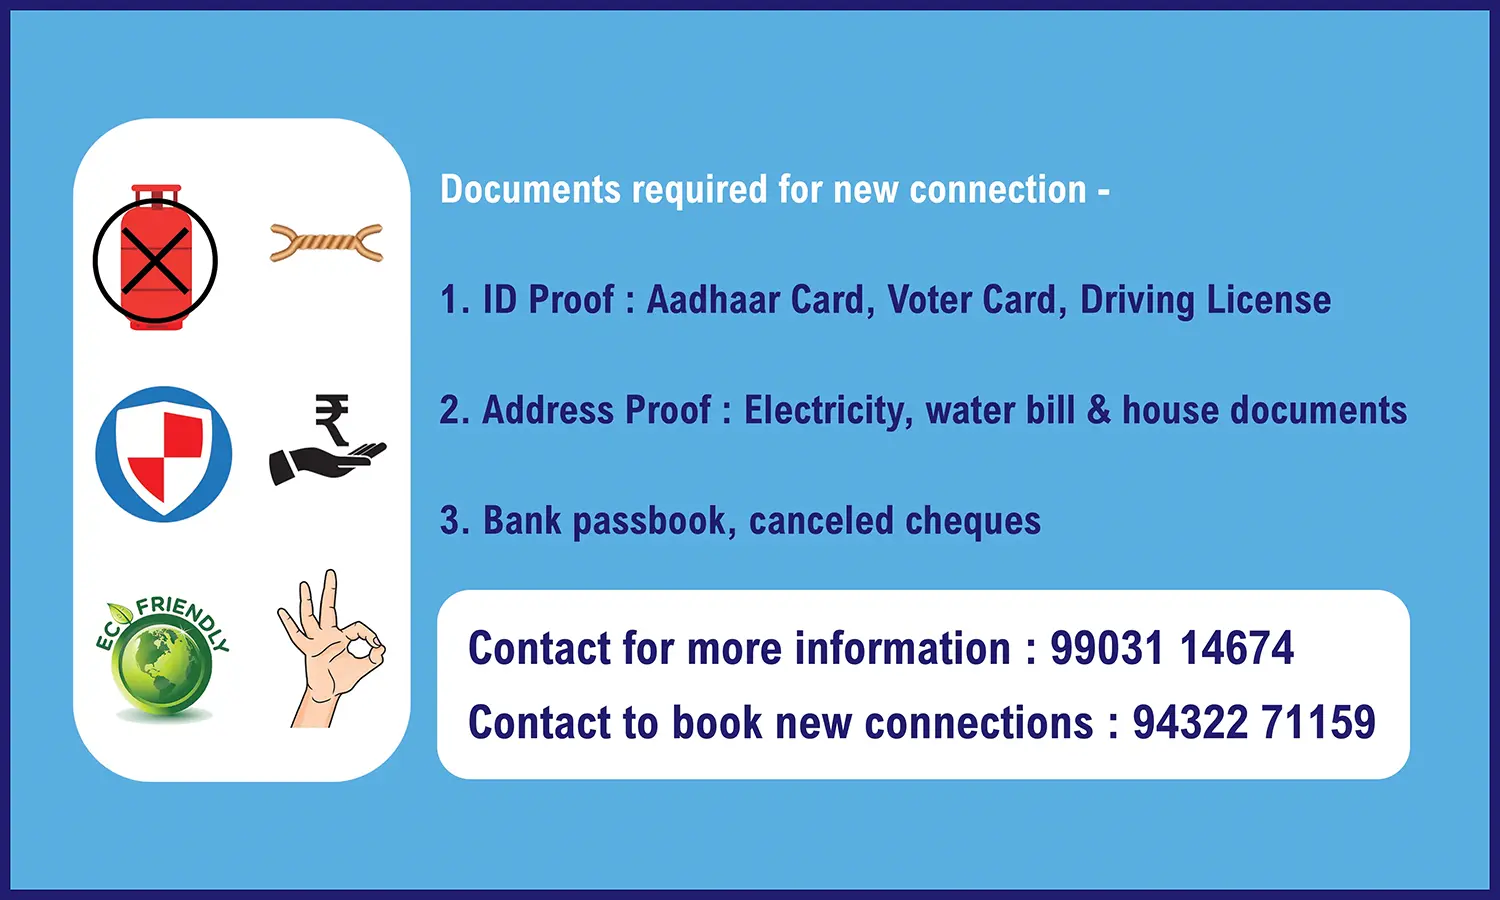 Documents required for new connection -
1. ID Proof : Aadhaar Card, Voter Card, Driving License
2. Address Proof : Electricity, water bill & house documents
3. Bank passbook, canceled cheques
Contact for more information : 99031 14674
Contact to book new connections : 94322 71159
₹
ECO FRIENDLY